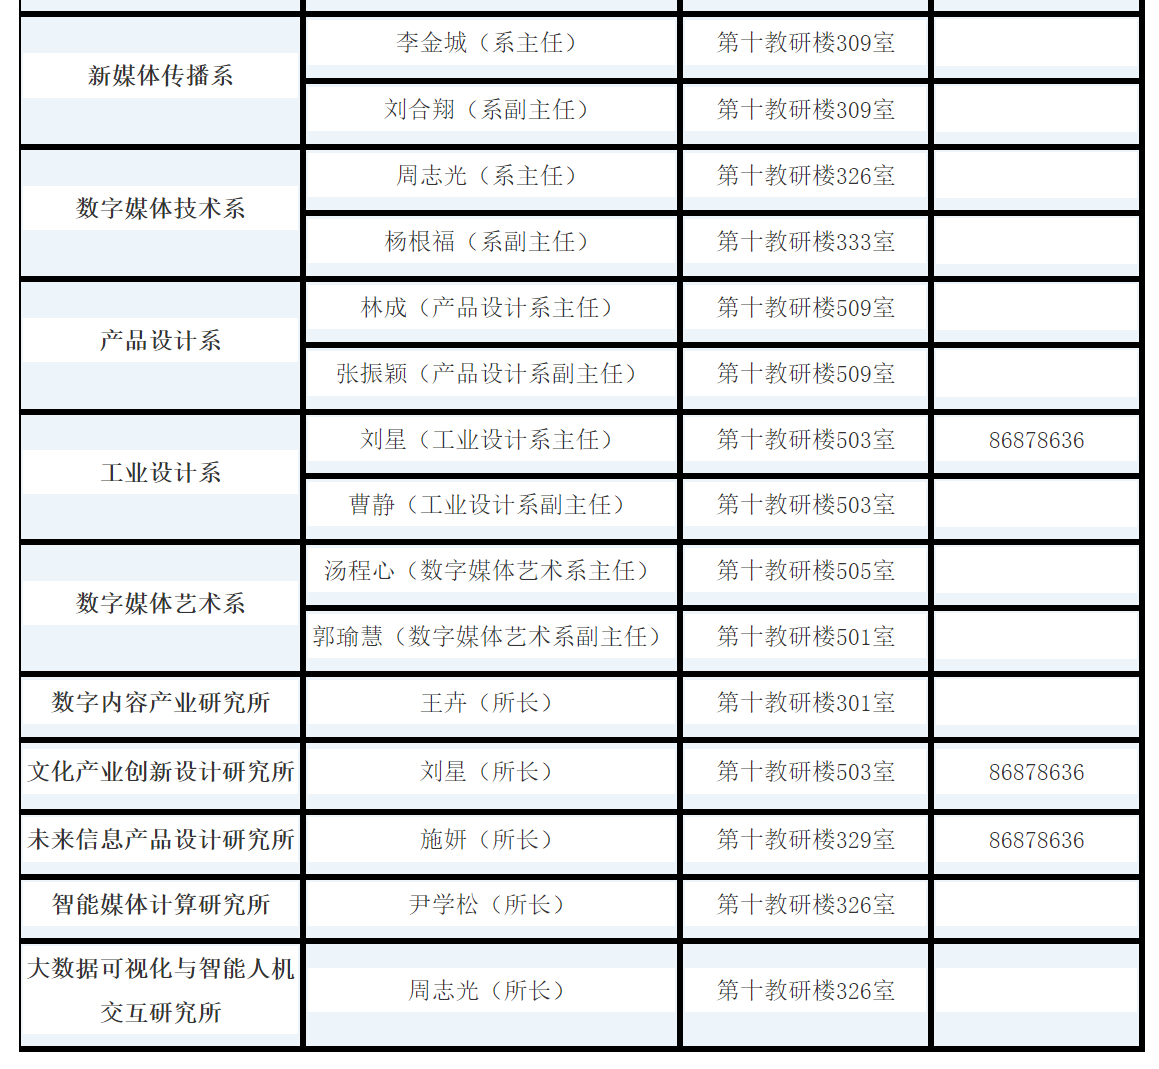 新媒体传播系
李金城（系主任）
第十教研楼309室
刘合翔（系副主任）
第十教研楼309室
数字媒体技术系
周志光（系主任）
第十教研楼326室
杨根福（系副主任）
第十教研楼333室
产品设计系
林成（产品设计系主任）
第十教研楼509室
张振颖（产品设计系副主任）
第十教研楼509室
工业设计系
刘星（工业设计系主任）
第十教研楼503室
86878636
曹静（工业设计系副主任）
第十教研楼503室
数字媒体艺术系
汤程心（数字媒体艺术系主任）
第十教研楼505室
郭瑜慧（数字媒体艺术系副主任）
第十教研楼501室
数字内容产业研究所
王卉（所长）
第十教研楼301室
文化产业创新设计研究所
刘星（所长）
第十教研楼503室
86878636
未来信息产品设计研究所
施妍（所长）
第十教研楼329室
86878636
智能媒体计算研究所
尹学松（所长）
第十教研楼326室
大数据可视化与智能人机
交互研究所
周志光（所长）
第十教研楼326室